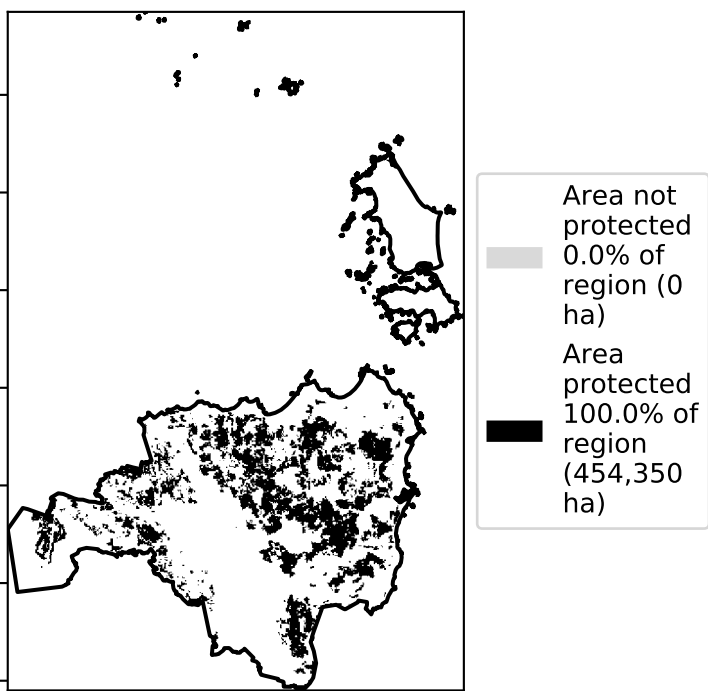 Area not
protected
0.0% of
region (0
ha)
Area
protected
100.0% of
region
(454,350
ha)